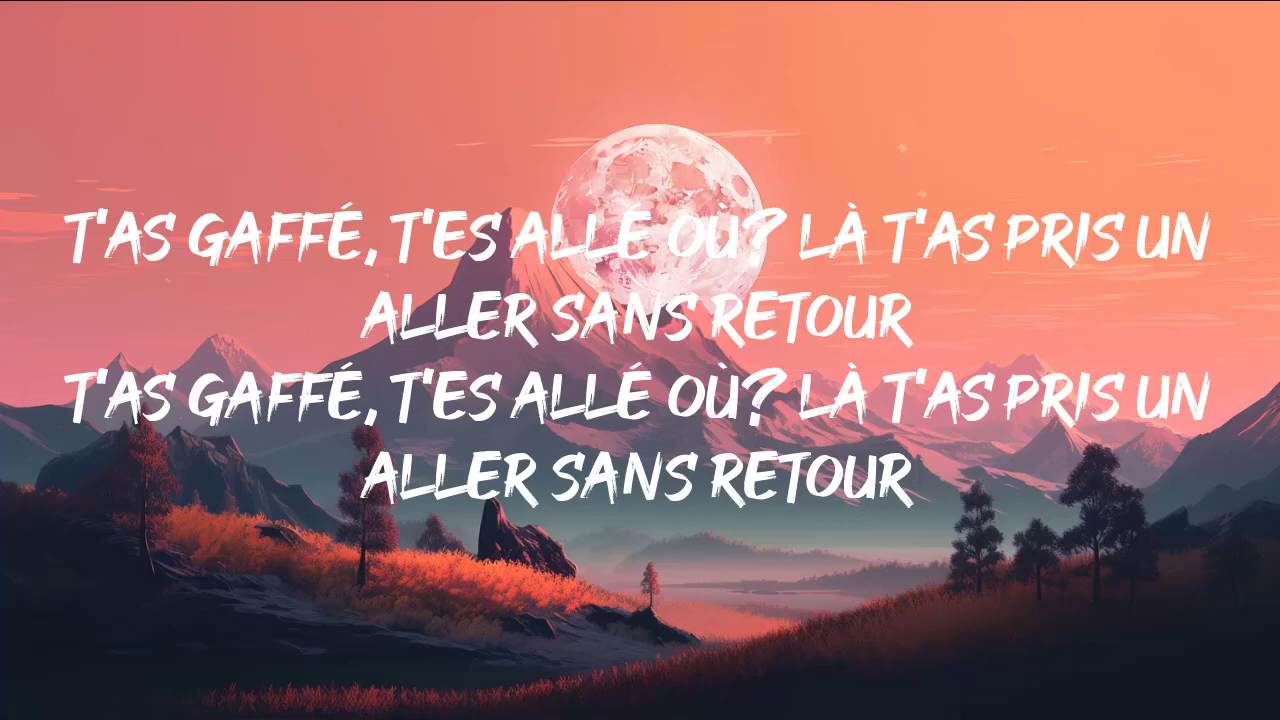 T'AS GAFFÉ, T'ES ALLÉ OÙ? LÀ T'AS PRIS UN
ALLER SANS RETOUR
T'AS GAFFÉ, T'ES ALLÉ OÙ? LÀ T'AS PRIS UN
ALLER SANS RETOUR